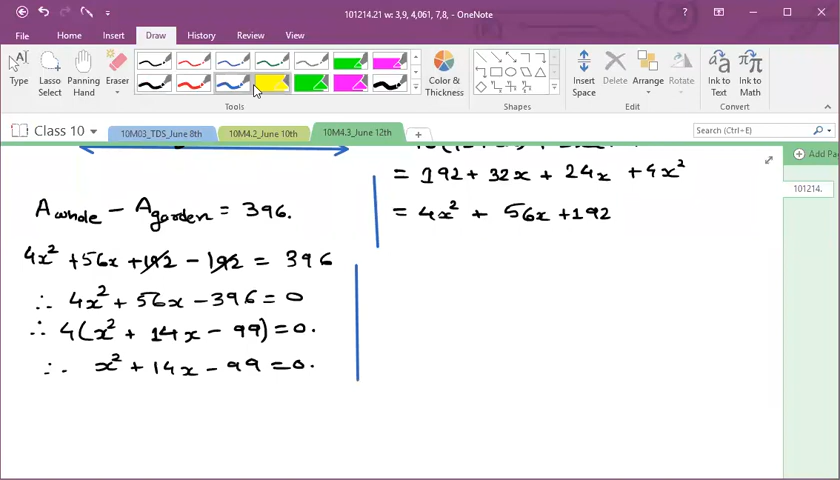 101214.21 w: 3,9, 4,061, 7,8, - OneNote
File Home Insert Draw History Review View
Type
Lasso Select
Panning Hand
Eraser
Color & Thickness
Insert Space
Delete
Arrange
Rotate
Ink to Text
Ink to Math
Tools
Shapes
Edit
Convert
Class 10
10M03_TDS_June 8th
10M4.2_June 10th
10M4.3_June 12th
Search (Ctrl+E)
Add Pa
101214.
= 192 + 32x + 24x + 4x²
= 4x² + 56x + 192
A whole − A garden = 396.
4x² + 56x + 192 − 192 = 396
∴ 4x² + 56x − 396 = 0
∴ 4(x² + 14x − 99) = 0.
∴ x² + 14x − 99 = 0.